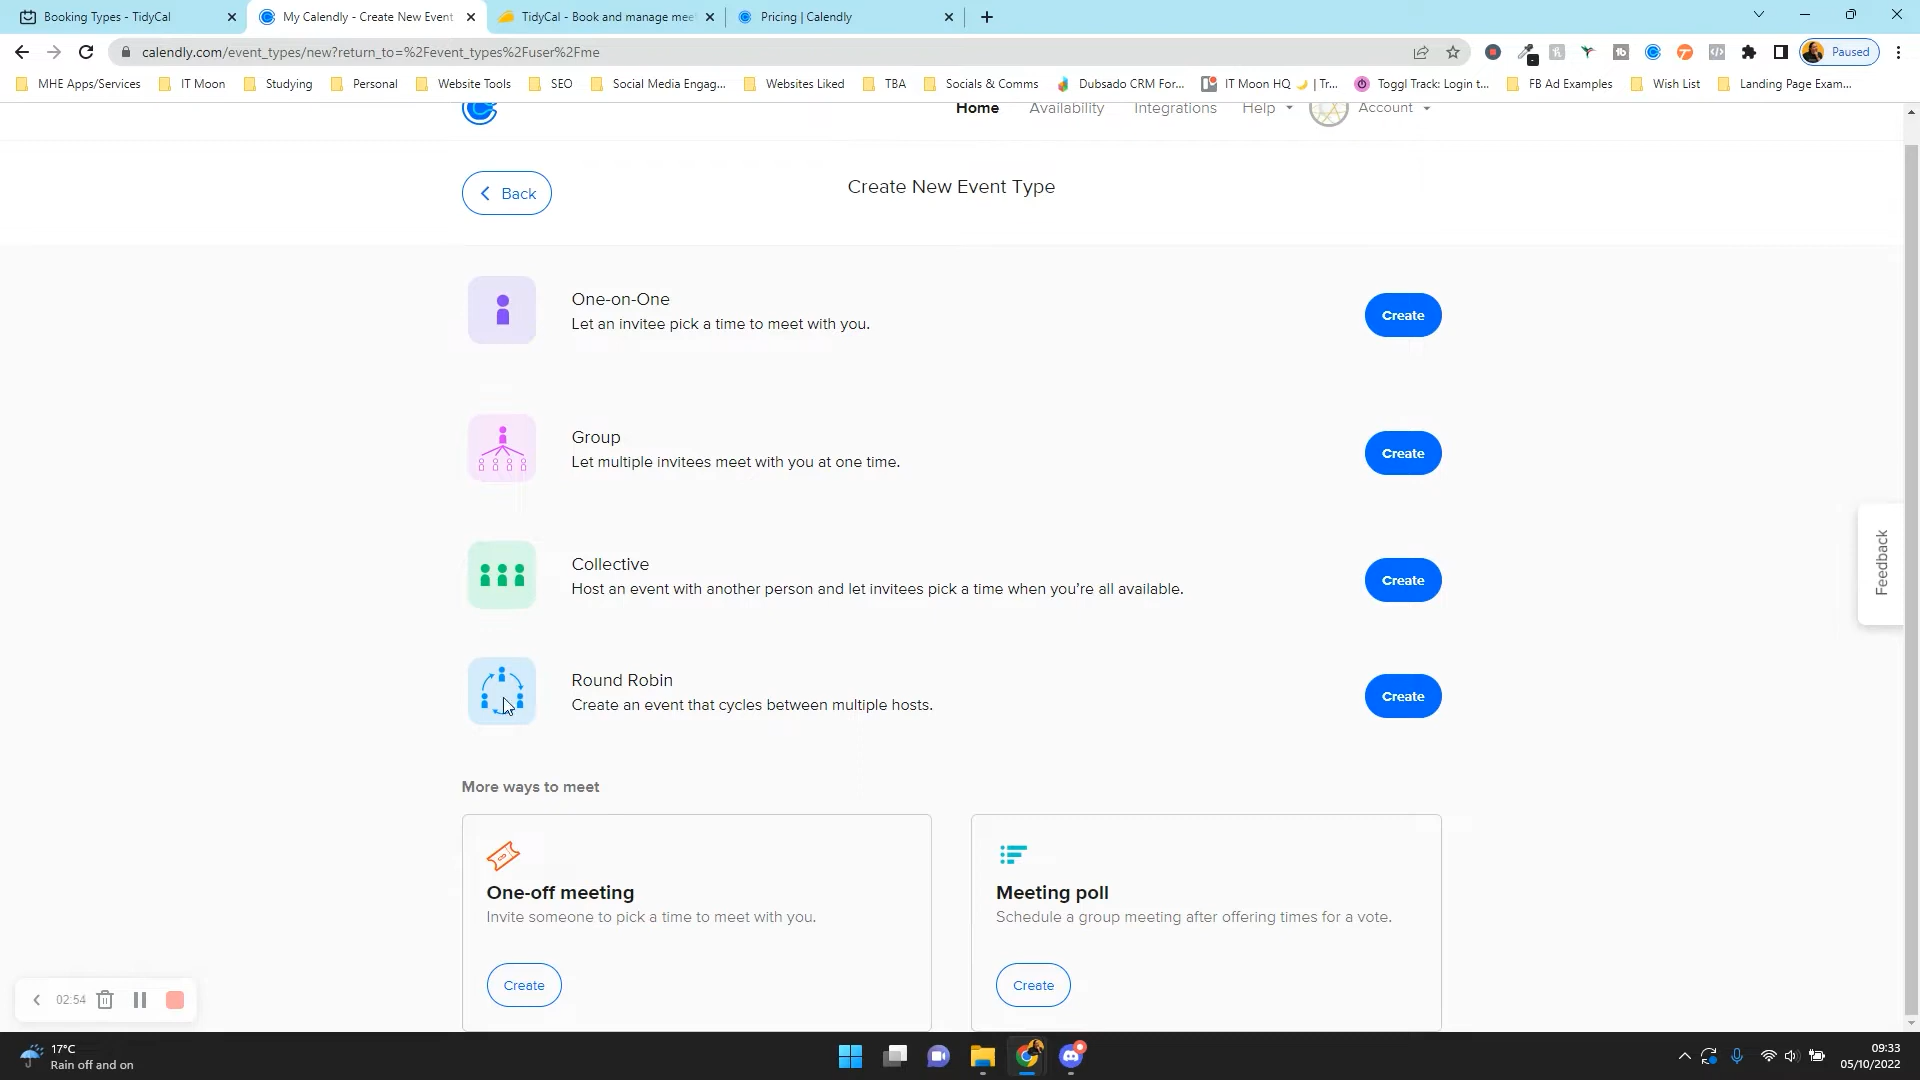 Booking Types - TidyCal
My Calendly - Create New Event
TidyCal - Book and manage mee
Pricing | Calendly
calendly.com/event_types/new?return_to=%2Fevent_types%2Fuser%2Fme
Paused
MHE Apps/Services
IT Moon
Studying
Personal
Website Tools
SEO
Social Media Engag...
Websites Liked
TBA
Socials & Comms
Dubsado CRM For...
IT Moon HQ 🌙 | Tr...
Toggl Track: Login t...
FB Ad Examples
Wish List
Landing Page Exam...
Home
Availability
Integrations
Help
Account
Back
Create New Event Type
One-on-One
Let an invitee pick a time to meet with you.
Create
Group
Let multiple invitees meet with you at one time.
Create
Collective
Host an event with another person and let invitees pick a time when you’re all available.
Create
Round Robin
Create an event that cycles between multiple hosts.
Create
Feedback
More ways to meet
One-off meeting
Invite someone to pick a time to meet with you.
Create
Meeting poll
Schedule a group meeting after offering times for a vote.
Create
02:54
17°C
Rain off and on
09:33
05/10/2022